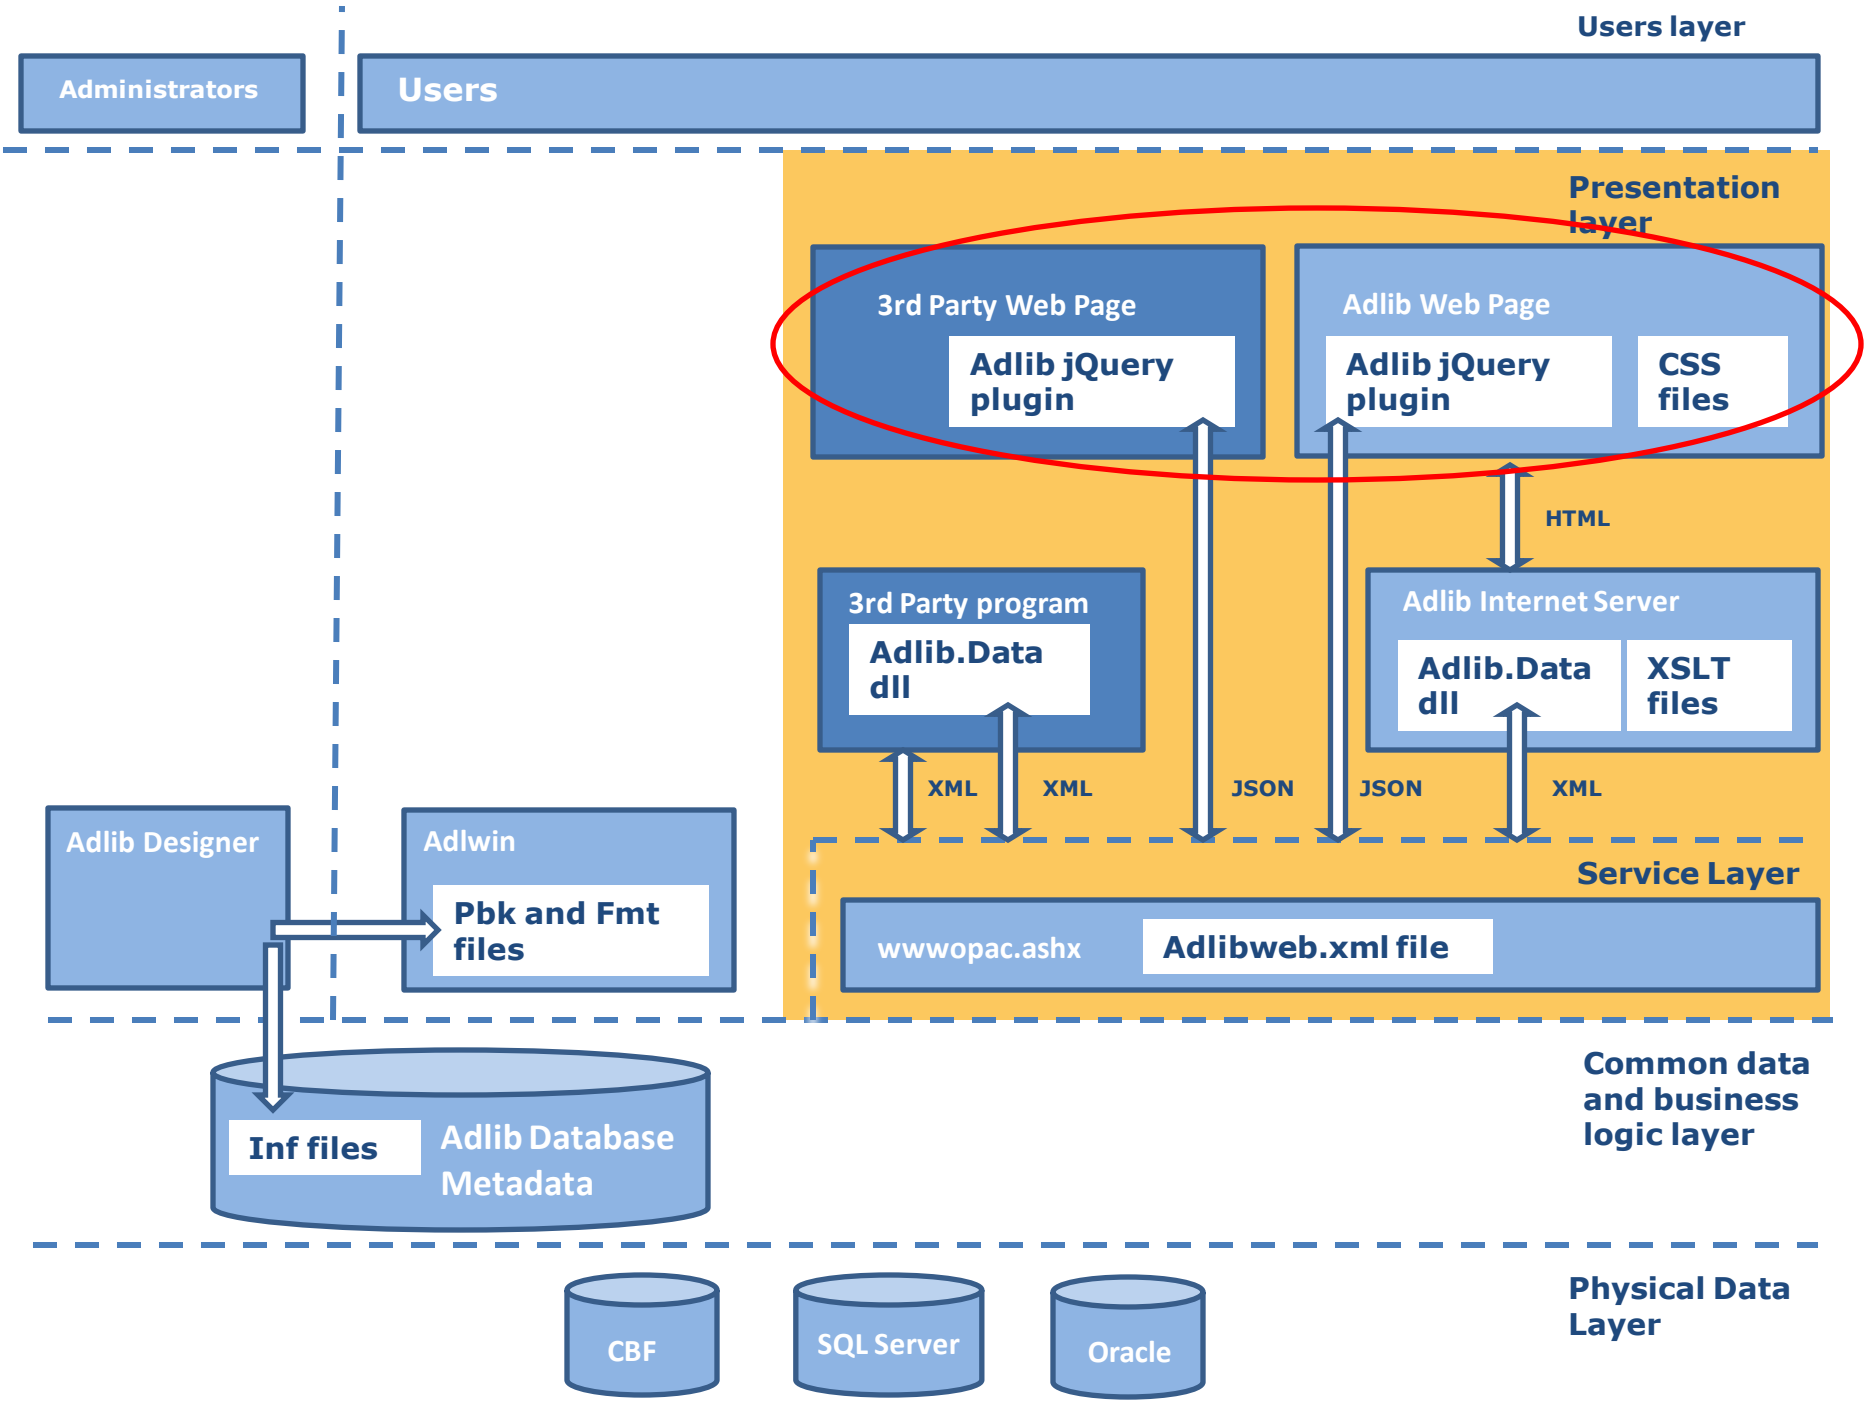 Users layer
Administrators
Users
Presentation
layer
3rd Party Web Page
Adlib jQuery
plugin
Adlib Web Page
Adlib jQuery
plugin
CSS
files
HTML
3rd Party program
Adlib.Data
dll
Adlib Internet Server
Adlib.Data
dll
XSLT
files
XML
XML
JSON
JSON
XML
Adlib Designer
Adlwin
Pbk and Fmt
files
Service Layer
wwwopac.ashx
Adlibweb.xml file
Common data
and business
logic layer
Inf files
Adlib Database
Metadata
Physical Data
Layer
CBF
SQL Server
Oracle